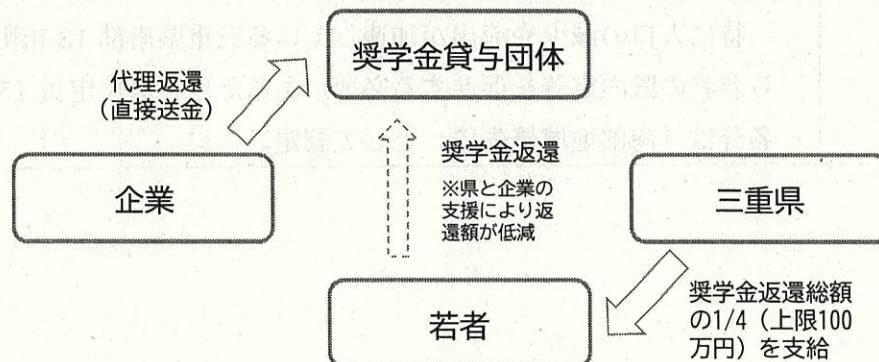 奨学金貸与団体
代理返還
（直接送金）
企業
奨学金返還
※県と企業の
支援により返
還額が低減
三重県
若者
奨学金返還総額
の1/4（上限100
万円）を支給